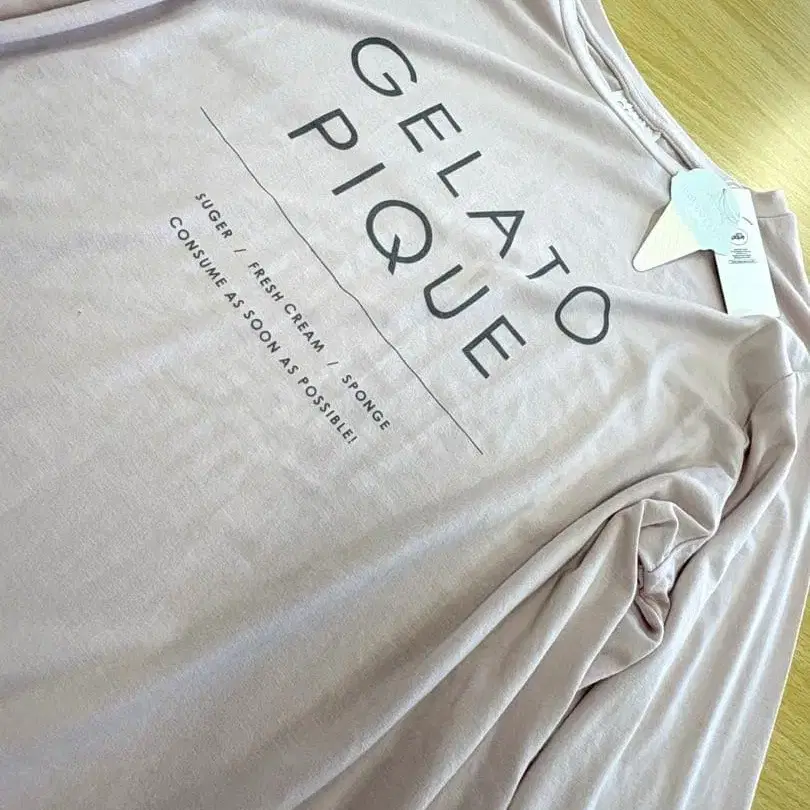 GELATO
PIQUE
SUGER / FRESH CREAM / SPONGE
CONSUME AS SOON AS POSSIBLE!